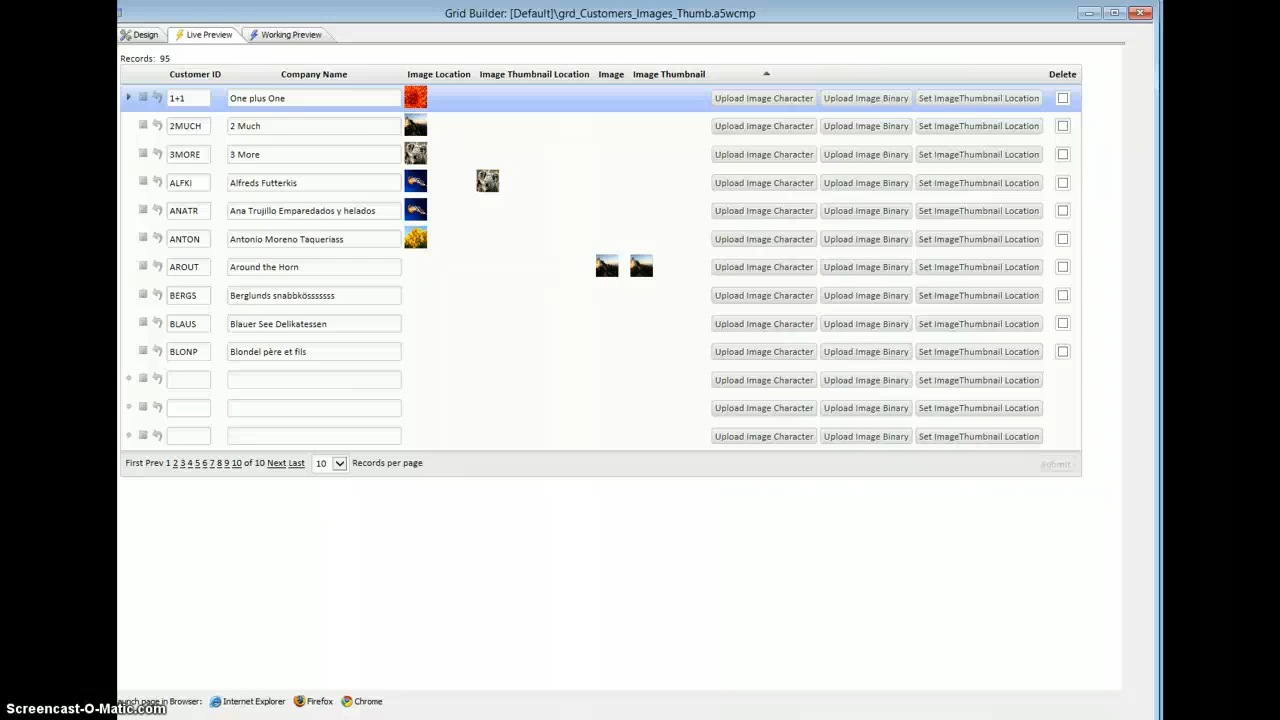 Grid Builder: [Default]\grd_Customers_Images_Thumb.a5wcmp
Design Live Preview Working Preview
Records: 95
Customer ID Company Name Image Location Image Thumbnail Location Image Image Thumbnail Delete
1+1 One plus One Upload Image Character Upload Image Binary Set ImageThumbnail Location
2MUCH 2 Much Upload Image Character Upload Image Binary Set ImageThumbnail Location
3MORE 3 More Upload Image Character Upload Image Binary Set ImageThumbnail Location
ALFKI Alfreds Futterkis Upload Image Character Upload Image Binary Set ImageThumbnail Location
ANATR Ana Trujillo Emparedados y helados Upload Image Character Upload Image Binary Set ImageThumbnail Location
ANTON Antonio Moreno Taqueriass Upload Image Character Upload Image Binary Set ImageThumbnail Location
AROUT Around the Horn Upload Image Character Upload Image Binary Set ImageThumbnail Location
BERGS Berglunds snabbkösssssss Upload Image Character Upload Image Binary Set ImageThumbnail Location
BLAUS Blauer See Delikatessen Upload Image Character Upload Image Binary Set ImageThumbnail Location
BLONP Blondel père et fils Upload Image Character Upload Image Binary Set ImageThumbnail Location
Upload Image Character Upload Image Binary Set ImageThumbnail Location
Upload Image Character Upload Image Binary Set ImageThumbnail Location
Upload Image Character Upload Image Binary Set ImageThumbnail Location
First Prev 1 2 3 4 5 6 7 8 9 10 of 10 Next Last 10 Records per page Submit
page in Browser: Internet Explorer Firefox Chrome
Screencast-O-Matic.com